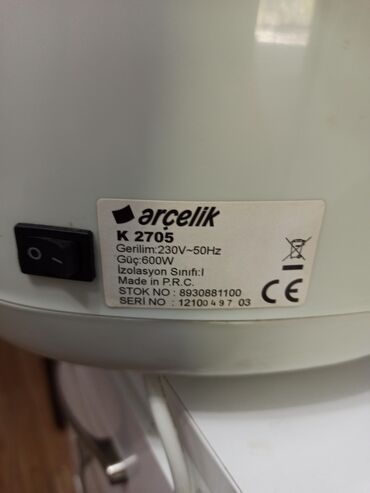 arçelik
K 2705
Gerilim:230V~50Hz
Güç:600W
İzolasyon Sınıfı:I
Made in P.R.C.
STOK NO : 8930881100
SERİ NO : 12100497 03
CE
O –